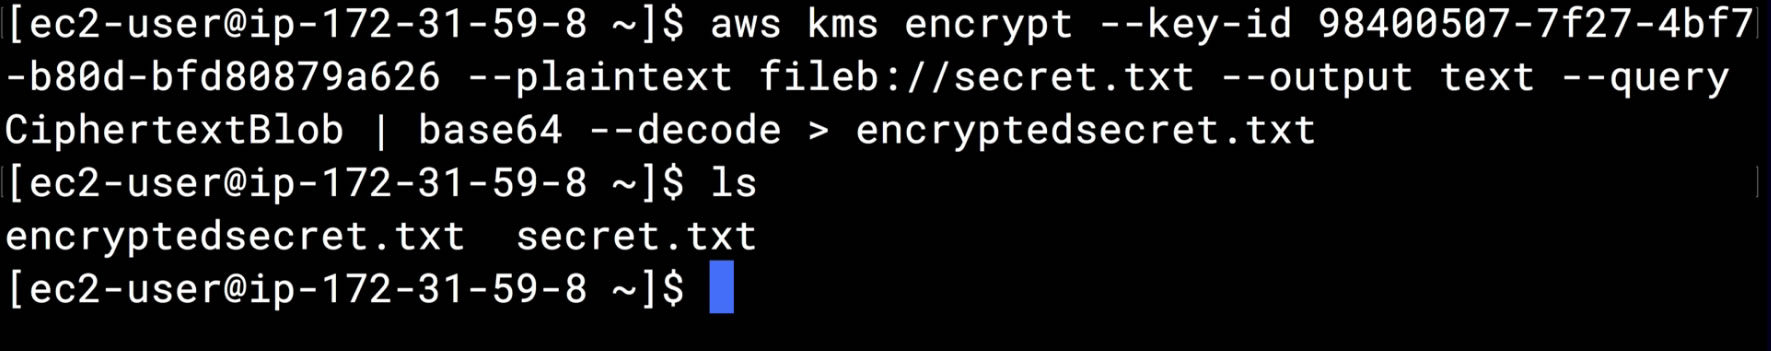 [ec2-user@ip-172-31-59-8 ~]$ aws kms encrypt --key-id 98400507-7f27-4bf7
-b80d-bfd80879a626 --plaintext fileb://secret.txt --output text --query
CiphertextBlob | base64 --decode > encryptedsecret.txt
[ec2-user@ip-172-31-59-8 ~]$ ls
encryptedsecret.txt  secret.txt
[ec2-user@ip-172-31-59-8 ~]$